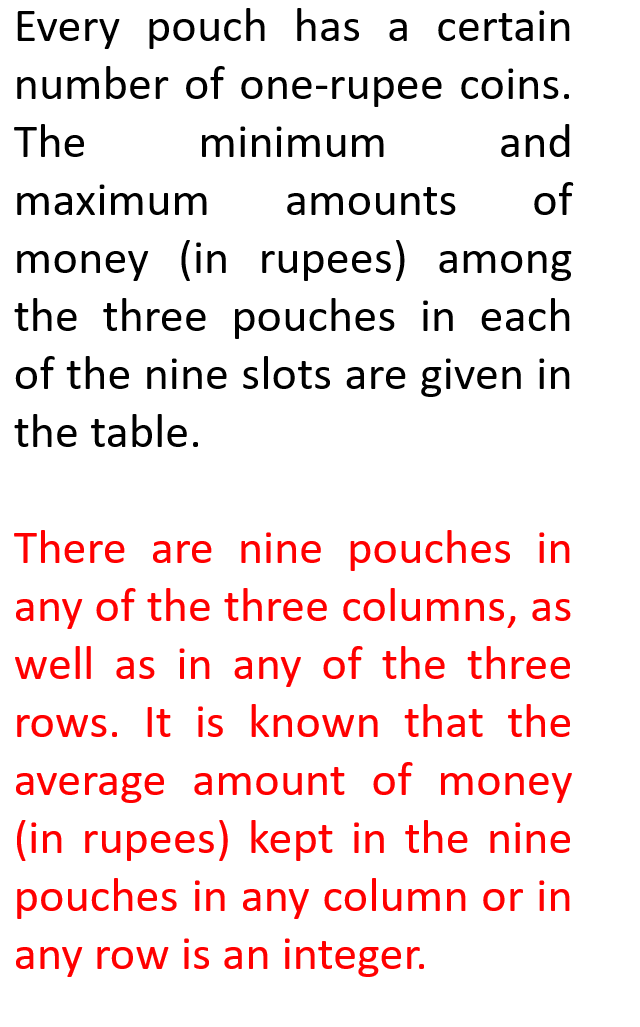 Every pouch has a certain
number of one-rupee coins.
The minimum and
maximum amounts of
money (in rupees) among
the three pouches in each
of the nine slots are given in
the table.
There are nine pouches in
any of the three columns, as
well as in any of the three
rows. It is known that the
average amount of money
(in rupees) kept in the nine
pouches in any column or in
any row is an integer.